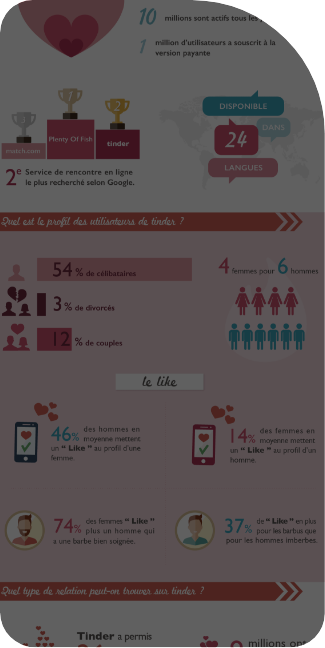 10 millions sont actifs tous les
1 million d'utilisateurs a souscrit à la
version payante
1
2
3
match.com
Plenty Of Fish
tinder
2e Service de rencontre en ligne
le plus recherché selon Google.
DISPONIBLE
DANS
24
LANGUES
Quel est le profil des utilisateurs de tinder ?
54% de célibataires
3% de divorcés
12% de couples
4 femmes pour 6 hommes
le like
46% des hommes en
moyenne mettent
un " Like " au profil d'une
femme.
14% des femmes en
moyenne mettent
un " Like " au profil d'un
homme.
74% des femmes " Like "
plus un homme qui
a une barbe bien soignée.
37% de " Like " en plus
pour les barbus que
pour les hommes imberbes.
Quel type de relation peut-on trouver sur tinder ?
Tinder a permis
millions ont